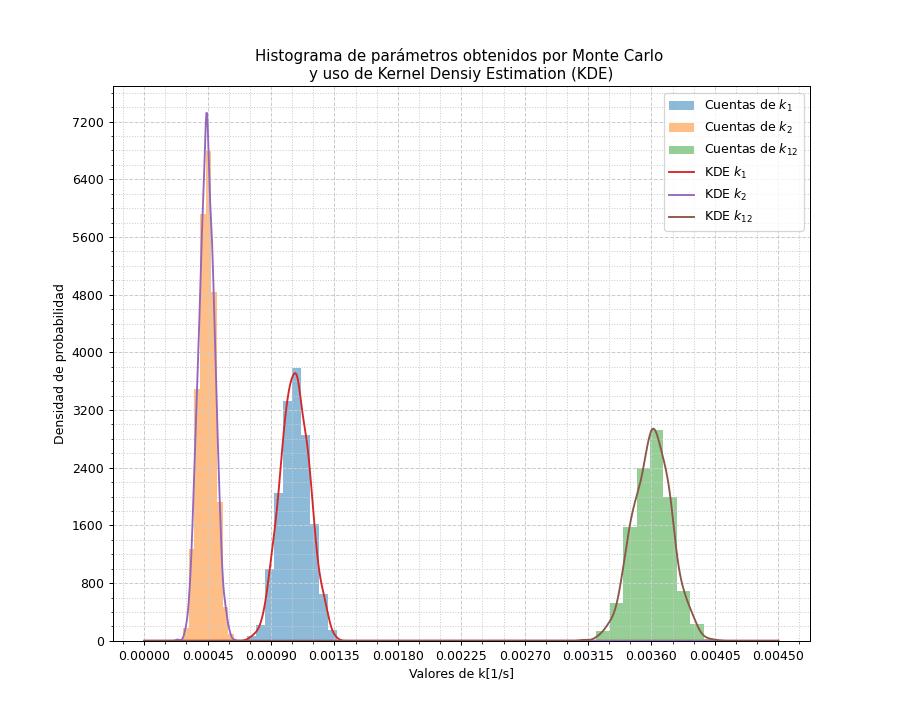 Histograma de parámetros obtenidos por Monte Carlo
y uso de Kernel Densiy Estimation (KDE)
Cuentas de k1
Cuentas de k2
Cuentas de k12
KDE k1
KDE k2
KDE k12
Densidad de probabilidad
7200
6400
5600
4800
4000
3200
2400
1600
800
0
0.00000 0.00045 0.00090 0.00135 0.00180 0.00225 0.00270 0.00315 0.00360 0.00405 0.00450
Valores de k[1/s]